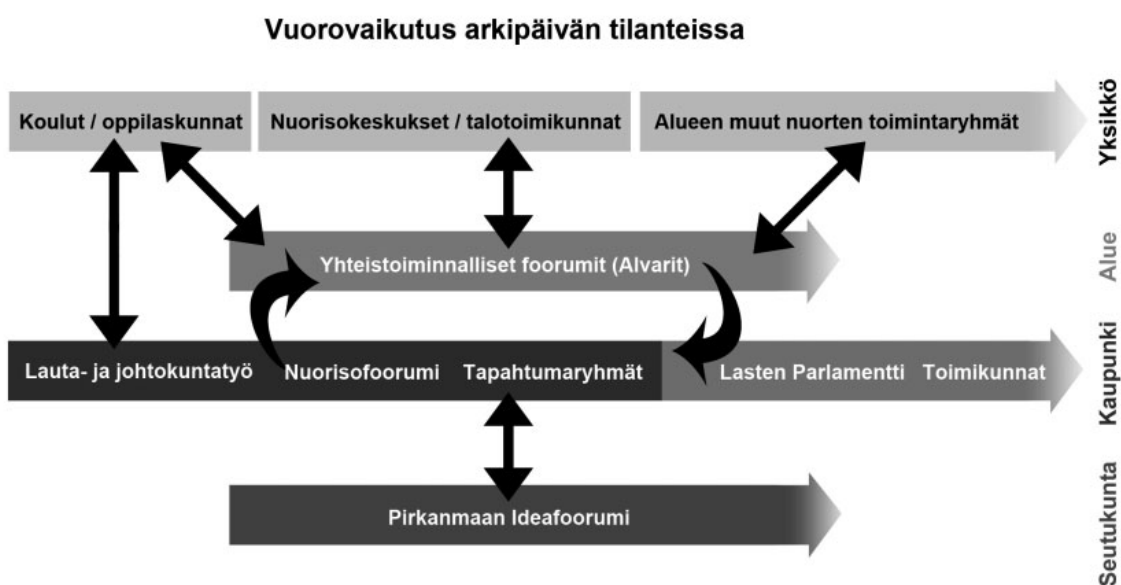 Vuorovaikutus arkipäivän tilanteissa
Koulut / oppilaskunnat
Nuorisokeskukset / talotoimikunnat
Alueen muut nuorten toimintaryhmät
Yksikkö
Yhteistoiminnalliset foorumit (Alvarit)
Alue
Lauta- ja johtokuntatyö
Nuorisofoorumi
Tapahtumaryhmät
Lasten Parlamentti
Toimikunnat
Kaupunki
Pirkanmaan Ideafoorumi
Seutukunta